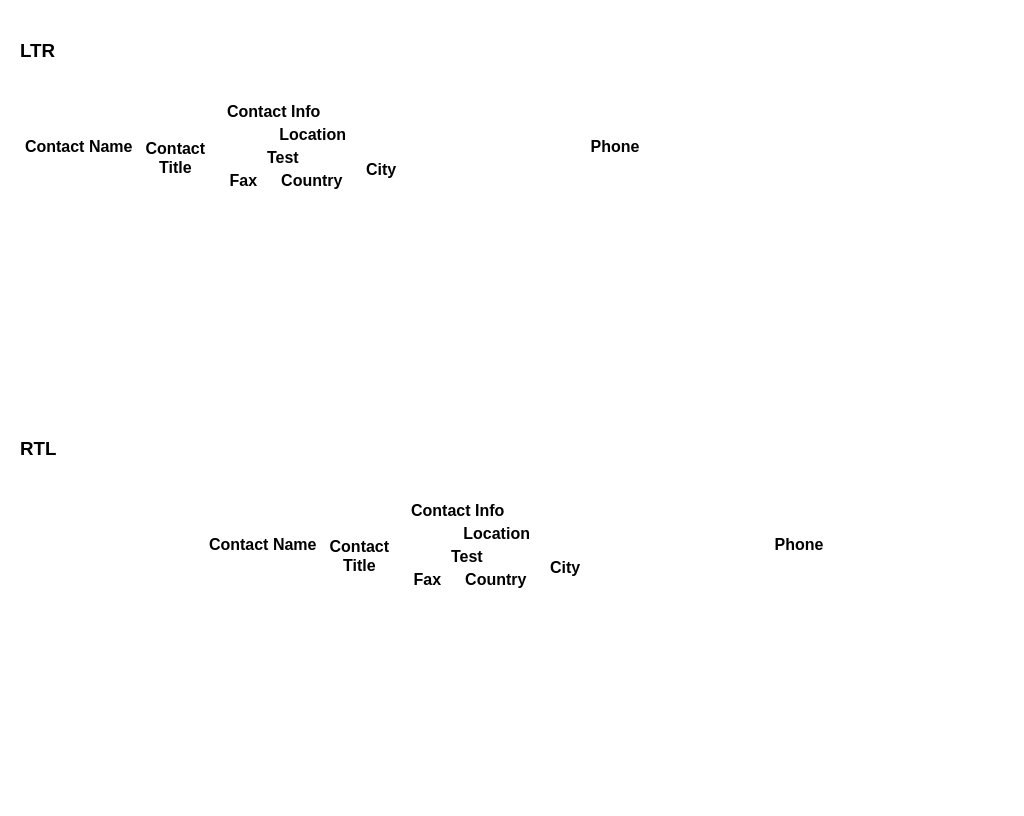 LTR
Contact Info
Location
Contact Name
Contact
Title
Test
City
Fax
Country
Phone
RTL
Contact Info
Location
Contact Name
Contact
Title
Test
City
Fax
Country
Phone